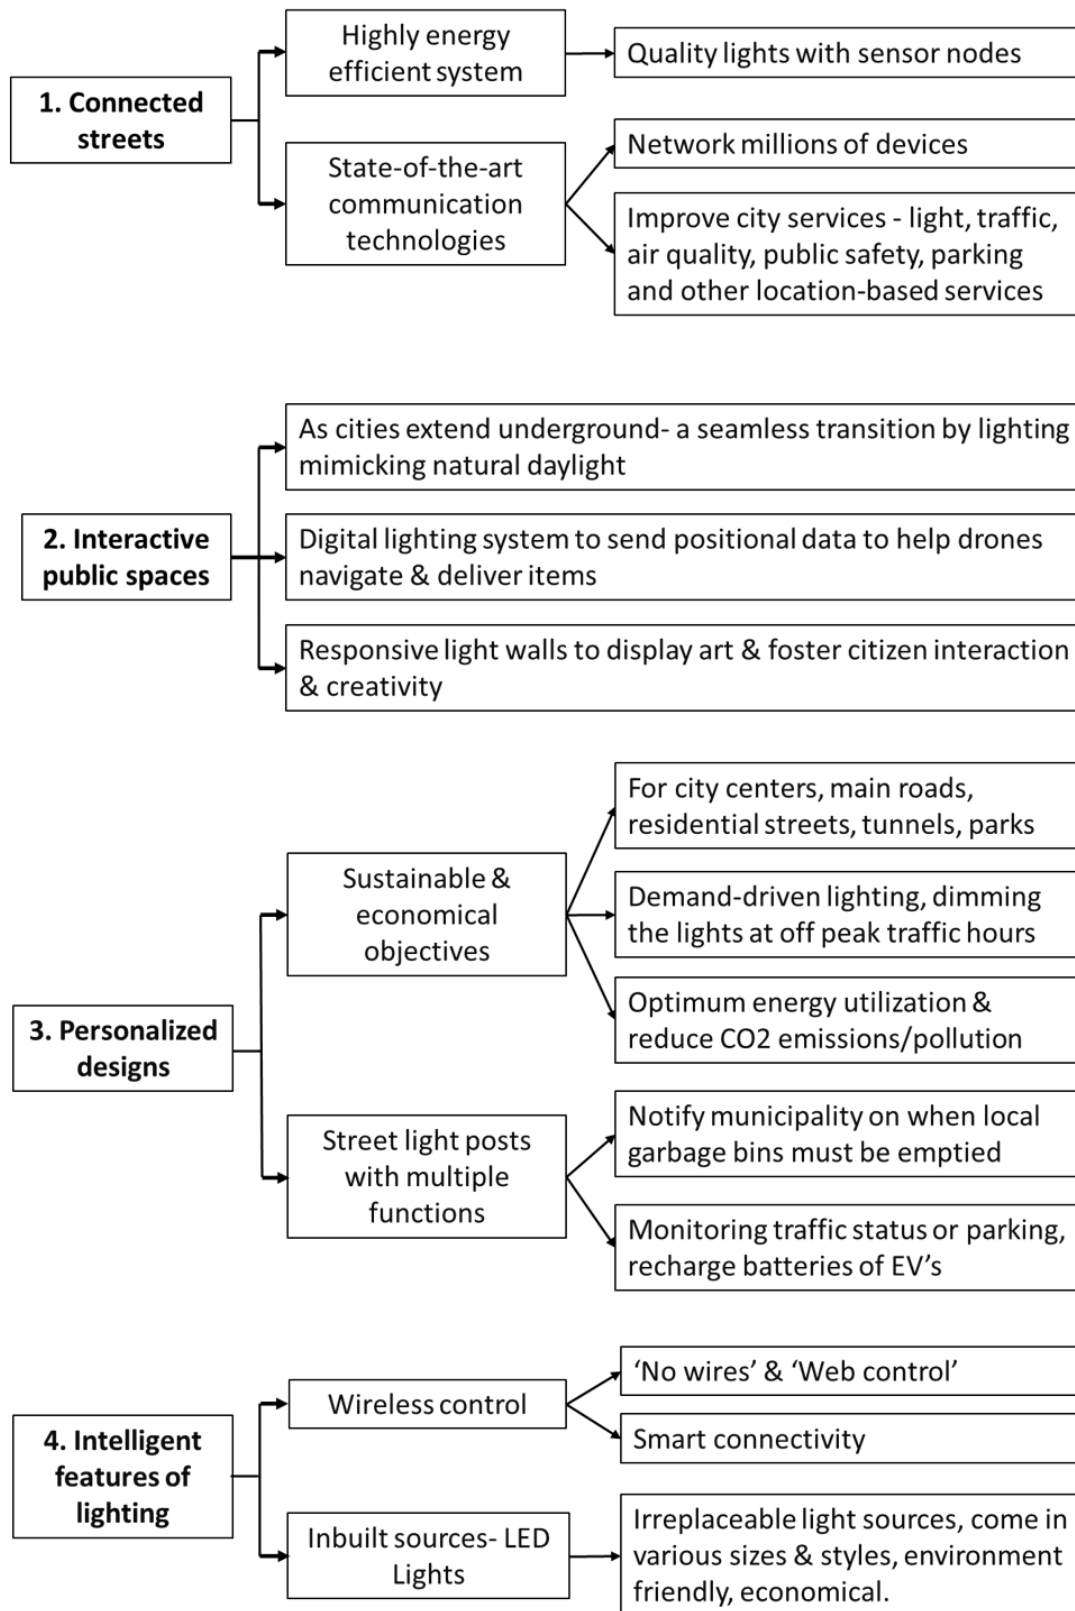 1. Connected
streets
Highly energy
efficient system
Quality lights with sensor nodes
State-of-the-art
communication
technologies
Network millions of devices
Improve city services - light, traffic,
air quality, public safety, parking
and other location-based services
2. Interactive
public spaces
As cities extend underground- a seamless transition by lighting
mimicking natural daylight
Digital lighting system to send positional data to help drones
navigate & deliver items
Responsive light walls to display art & foster citizen interaction
& creativity
3. Personalized
designs
Sustainable &
economical
objectives
For city centers, main roads,
residential streets, tunnels, parks
Demand-driven lighting, dimming
the lights at off peak traffic hours
Optimum energy utilization &
reduce CO2 emissions/pollution
Street light posts
with multiple
functions
Notify municipality on when local
garbage bins must be emptied
Monitoring traffic status or parking,
recharge batteries of EV’s
4. Intelligent
features of
lighting
Wireless control
‘No wires’ & ‘Web control’
Smart connectivity
Inbuilt sources- LED
Lights
Irreplaceable light sources, come in
various sizes & styles, environment
friendly, economical.